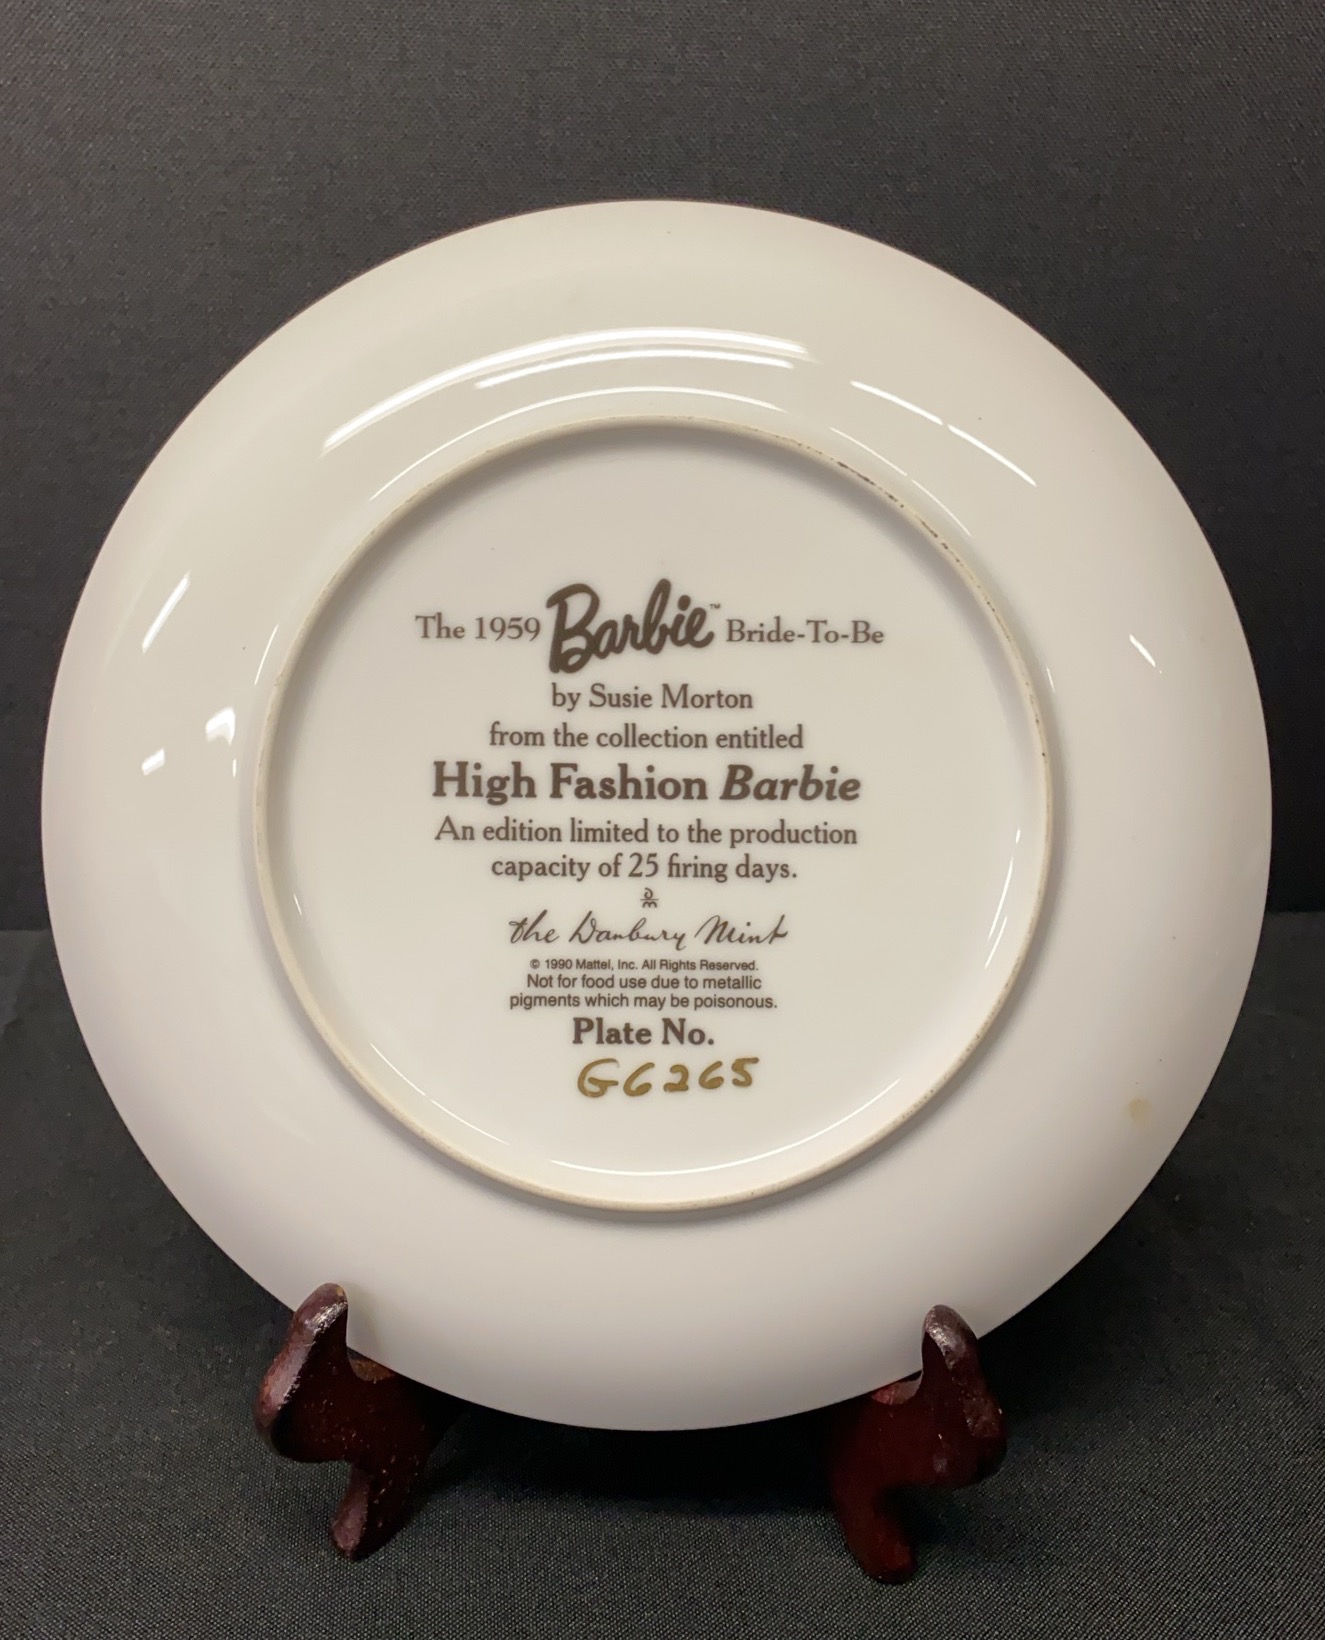 The 1959 Barbie™ Bride-To-Be
by Susie Morton
from the collection entitled
High Fashion Barbie
An edition limited to the production
capacity of 25 firing days.
DM
the Danbury Mint
© 1990 Mattel, Inc. All Rights Reserved.
Not for food use due to metallic
pigments which may be poisonous.
Plate No.
G6265